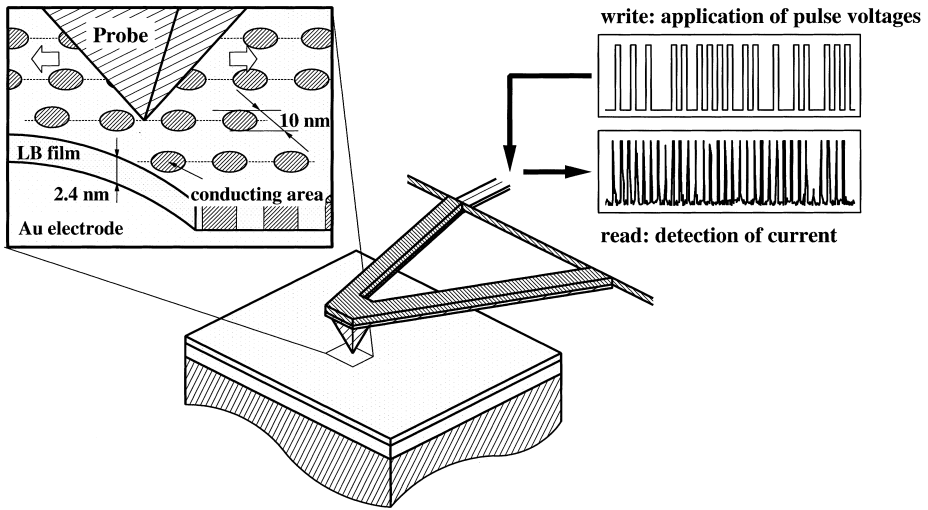 write: application of pulse voltages
Probe
10 nm
LB film
2.4 nm
conducting area
Au electrode
read: detection of current